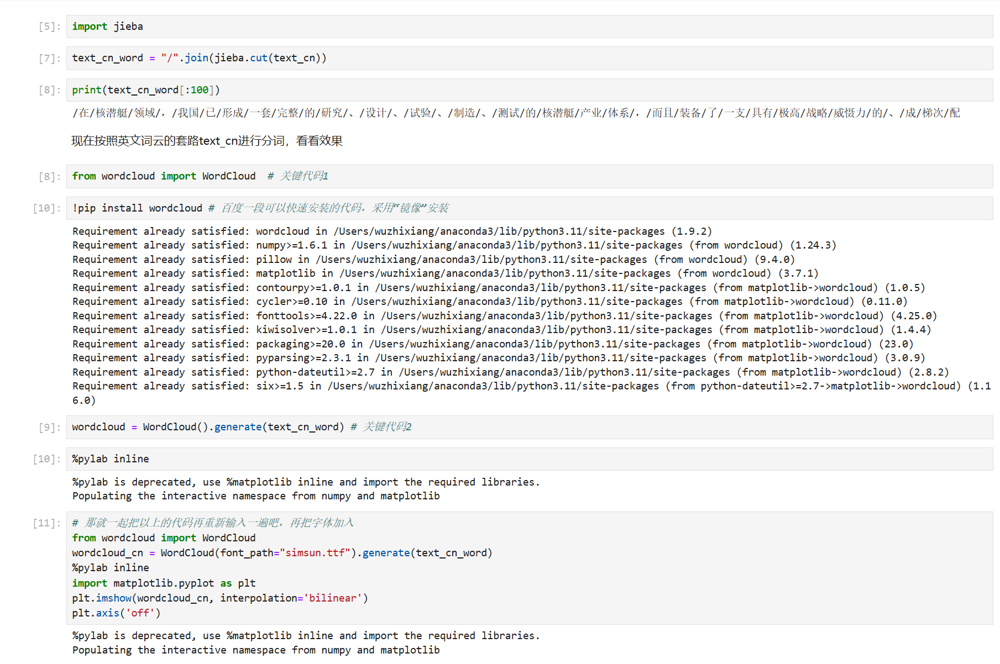 [5]: import jieba
[7]: text_cn_word = "/".join(jieba.cut(text_cn))
[8]: print(text_cn_word[:100])
/在/核潜艇/领域/，/我国/已/形成/一套/完整/的/研究/、/设计/、/试验/、/制造/、/测试/的/核潜艇/产业/体系/，/而且/装备/了/一支/具有/极高/战略/威慑力/的/、/成/梯次/配
现在按照英文词云的套路text_cn进行分词，看看效果
[8]: from wordcloud import WordCloud  # 关键代码1
[10]: !pip install wordcloud # 百度一段可以快速安装的代码，采用“镜像”安装
Requirement already satisfied: wordcloud in /Users/wuzhixiang/anaconda3/lib/python3.11/site-packages (1.9.2)
Requirement already satisfied: numpy>=1.6.1 in /Users/wuzhixiang/anaconda3/lib/python3.11/site-packages (from wordcloud) (1.24.3)
Requirement already satisfied: pillow in /Users/wuzhixiang/anaconda3/lib/python3.11/site-packages (from wordcloud) (9.4.0)
Requirement already satisfied: matplotlib in /Users/wuzhixiang/anaconda3/lib/python3.11/site-packages (from wordcloud) (3.7.1)
Requirement already satisfied: contourpy>=1.0.1 in /Users/wuzhixiang/anaconda3/lib/python3.11/site-packages (from matplotlib->wordcloud) (1.0.5)
Requirement already satisfied: cycler>=0.10 in /Users/wuzhixiang/anaconda3/lib/python3.11/site-packages (from matplotlib->wordcloud) (0.11.0)
Requirement already satisfied: fonttools>=4.22.0 in /Users/wuzhixiang/anaconda3/lib/python3.11/site-packages (from matplotlib->wordcloud) (4.25.0)
Requirement already satisfied: kiwisolver>=1.0.1 in /Users/wuzhixiang/anaconda3/lib/python3.11/site-packages (from matplotlib->wordcloud) (1.4.4)
Requirement already satisfied: packaging>=20.0 in /Users/wuzhixiang/anaconda3/lib/python3.11/site-packages (from matplotlib->wordcloud) (23.0)
Requirement already satisfied: pyparsing>=2.3.1 in /Users/wuzhixiang/anaconda3/lib/python3.11/site-packages (from matplotlib->wordcloud) (3.0.9)
Requirement already satisfied: python-dateutil>=2.7 in /Users/wuzhixiang/anaconda3/lib/python3.11/site-packages (from matplotlib->wordcloud) (2.8.2)
Requirement already satisfied: six>=1.5 in /Users/wuzhixiang/anaconda3/lib/python3.11/site-packages (from python-dateutil>=2.7->matplotlib->wordcloud) (1.1
6.0)
[9]: wordcloud = WordCloud().generate(text_cn_word) # 关键代码2
[10]: %pylab inline
%pylab is deprecated, use %matplotlib inline and import the required libraries.
Populating the interactive namespace from numpy and matplotlib
[11]: # 那就一起把以上的代码再重新输入一遍吧，再把字体加入
from wordcloud import WordCloud
wordcloud_cn = WordCloud(font_path="simsun.ttf").generate(text_cn_word)
%pylab inline
import matplotlib.pyplot as plt
plt.imshow(wordcloud_cn, interpolation='bilinear')
plt.axis('off')
%pylab is deprecated, use %matplotlib inline and import the required libraries.
Populating the interactive namespace from numpy and matplotlib